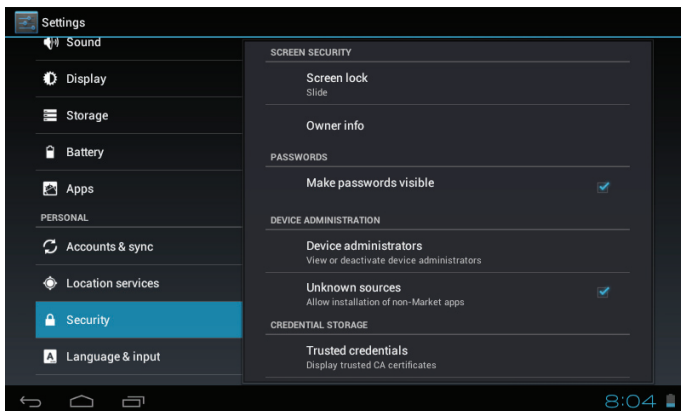 Settings
Sound
Display
Storage
Battery
Apps
PERSONAL
Accounts & sync
Location services
Security
A Language & input
SCREEN SECURITY
Screen lock
Slide
Owner info
PASSWORDS
Make passwords visible
DEVICE ADMINISTRATION
Device administrators
View or deactivate device administrators
Unknown sources
Allow installation of non-Market apps
CREDENTIAL STORAGE
Trusted credentials
Display trusted CA certificates
8:04